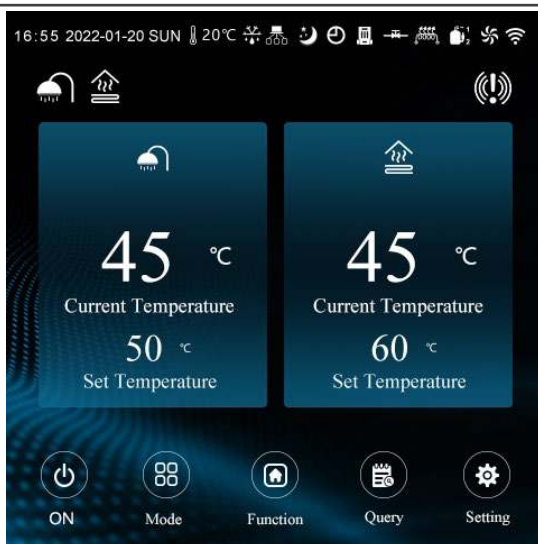 16:55 2022-01-20 SUN 20℃
45 ℃ 45 ℃
Current Temperature Current Temperature
50 ℃ 60 ℃
Set Temperature Set Temperature
ON Mode Function Query Setting